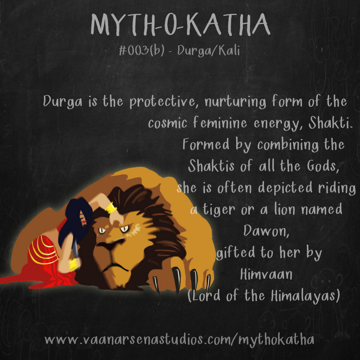 MYTH-O-KATHA
#003(b) - Durga/Kali
Durga is the protective, nurturing form of the
cosmic feminine energy, Shakti.
Formed by combining the
Shaktis of all the Gods,
she is often depicted riding
a tiger or a lion named
Dawon,
gifted to her by
Himvaan
(Lord of the Himalayas)
www.vaanarsenastudios.com/mythokatha